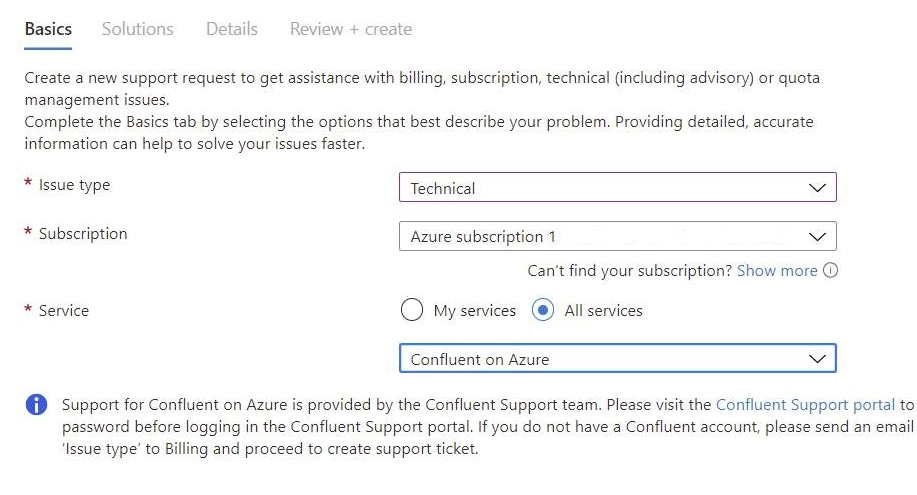 Basics Solutions Details Review + create
Create a new support request to get assistance with billing, subscription, technical (including advisory) or quota
management issues.
Complete the Basics tab by selecting the options that best describe your problem. Providing detailed, accurate
information can help to solve your issues faster.
* Issue type Technical
* Subscription Azure subscription 1
Can't find your subscription? Show more
* Service My services All services
Confluent on Azure
Support for Confluent on Azure is provided by the Confluent Support team. Please visit the Confluent Support portal to
password before logging in the Confluent Support portal. If you do not have a Confluent account, please send an email
'Issue type' to Billing and proceed to create support ticket.